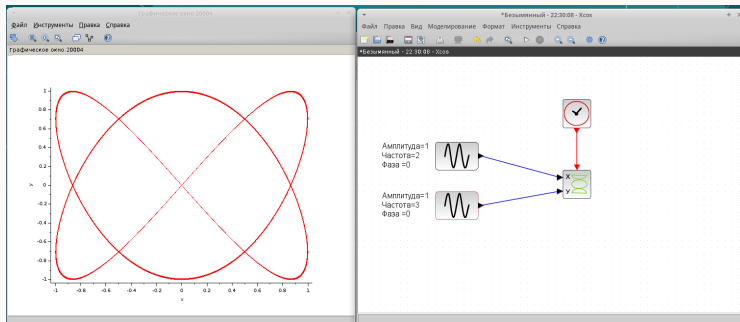 Графическое окно 20004
Файл Инструменты Правка Справка
Графическое окно 20004
1
0.8
0.6
0.4
0.2
0
-0.2
-0.4
-0.6
-0.8
-1
y
-1 -0.8 -0.6 -0.4 -0.2 0 0.2 0.4 0.6 0.8 1
x
*Безымянный - 22:30:08 - Xcos
Файл Правка Вид Моделирование Формат Инструменты Справка
*Безымянный - 22:30:08 - Xcos
Амплитуда=1
Частота=2
Фаза =0
X
y
Амплитуда=1
Частота=3
Фаза =0